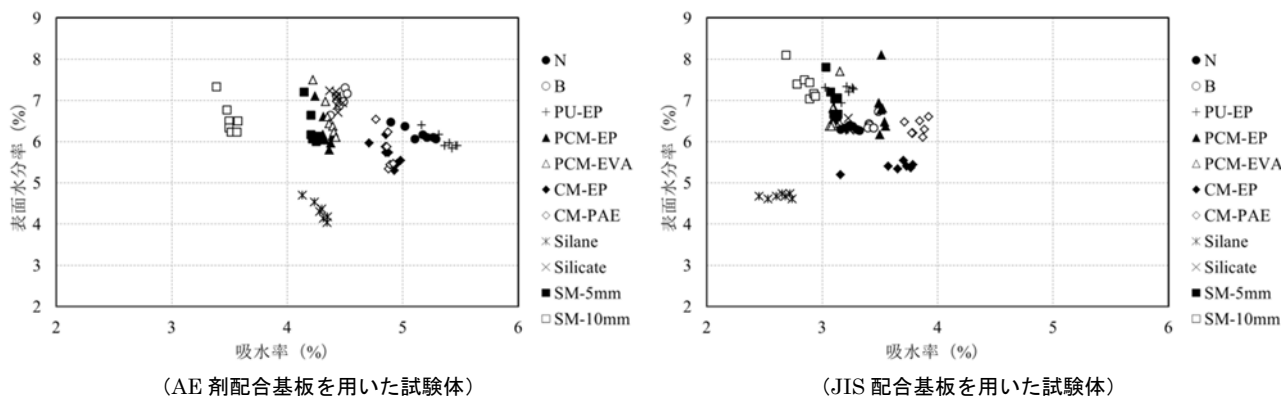 9
8
7
6
5
4
3
2
表面水分率 (%)
2 3 4 5 6
吸水率 (%)
N
B
PU-EP
PCM-EP
PCM-EVA
CM-EP
CM-PAE
Silane
Silicate
SM-5mm
SM-10mm
(AE 剤配合基板を用いた試験体)
9
8
7
6
5
4
3
2
表面水分率 (%)
2 3 4 5 6
吸水率 (%)
N
B
PU-EP
PCM-EP
PCM-EVA
CM-EP
CM-PAE
Silane
Silicate
SM-5mm
SM-10mm
(JIS 配合基板を用いた試験体)